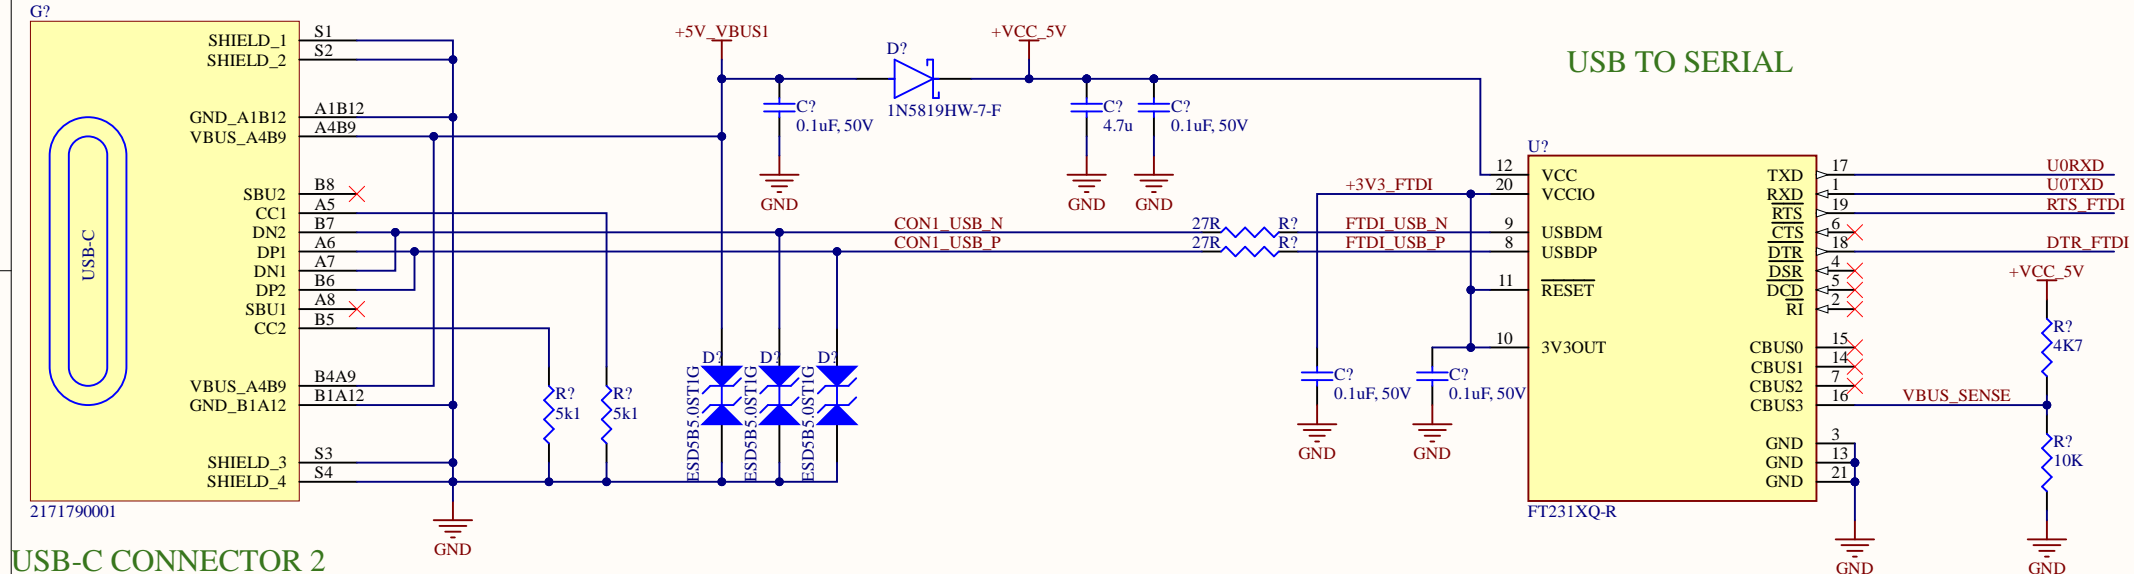 G?
SHIELD_1 S1
SHIELD_2 S2
GND_A1B12 A1B12
VBUS_A4B9 A4B9
SBU2 B8
CC1 A5
DN2 B7
DP1 A6
DN1 A7
DP2 B6
SBU1 A8
CC2 B5
VBUS_A4B9 B4A9
GND_B1A12 B1A12
SHIELD_3 S3
SHIELD_4 S4
USB-C
2171790001
USB-C CONNECTOR 2
GND
R?
5k1
R?
5k1
+5V_VBUS1
C?
0.1uF, 50V
GND
D?
1N5819HW-7-F
+VCC_5V
C?
4.7u
GND
C?
0.1uF, 50V
GND
CON1_USB_N
CON1_USB_P
27R R?
27R R?
FTDI_USB_N
FTDI_USB_P
D?
ESD5B5.0ST1G
D?
ESD5B5.0ST1G
D?
ESD5B5.0ST1G
+3V3_FTDI
C?
0.1uF, 50V
GND
C?
0.1uF, 50V
GND
USB TO SERIAL
U?
12 VCC
20 VCCIO
9 USBDM
8 USBDP
11 RESET
10 3V3OUT
TXD 17
RXD 1
RTS 19
CTS 6
DTR 18
DSR 4
DCD 5
RI 2
CBUS0 15
CBUS1 14
CBUS2 7
CBUS3 16
GND 3
GND 13
GND 21
FT231XQ-R
U0RXD
U0TXD
RTS_FTDI
DTR_FTDI
+VCC_5V
R?
4K7
VBUS_SENSE
R?
10K
GND
GND